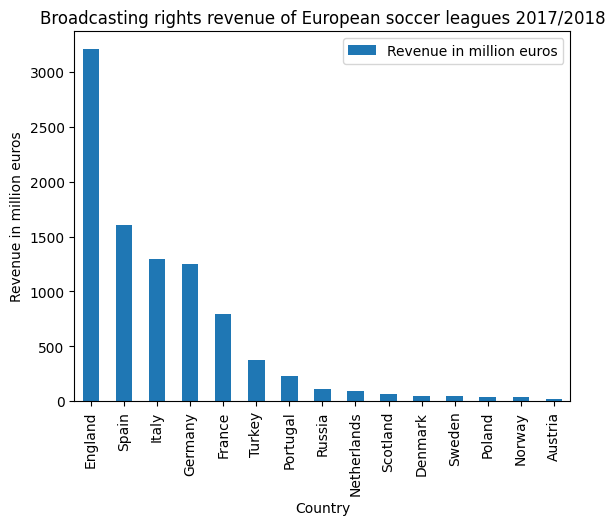 Broadcasting rights revenue of European soccer leagues 2017/2018
Revenue in million euros
Revenue in million euros
3000
2500
2000
1500
1000
500
0
England
Spain
Italy
Germany
France
Turkey
Portugal
Russia
Netherlands
Scotland
Denmark
Sweden
Poland
Norway
Austria
Country